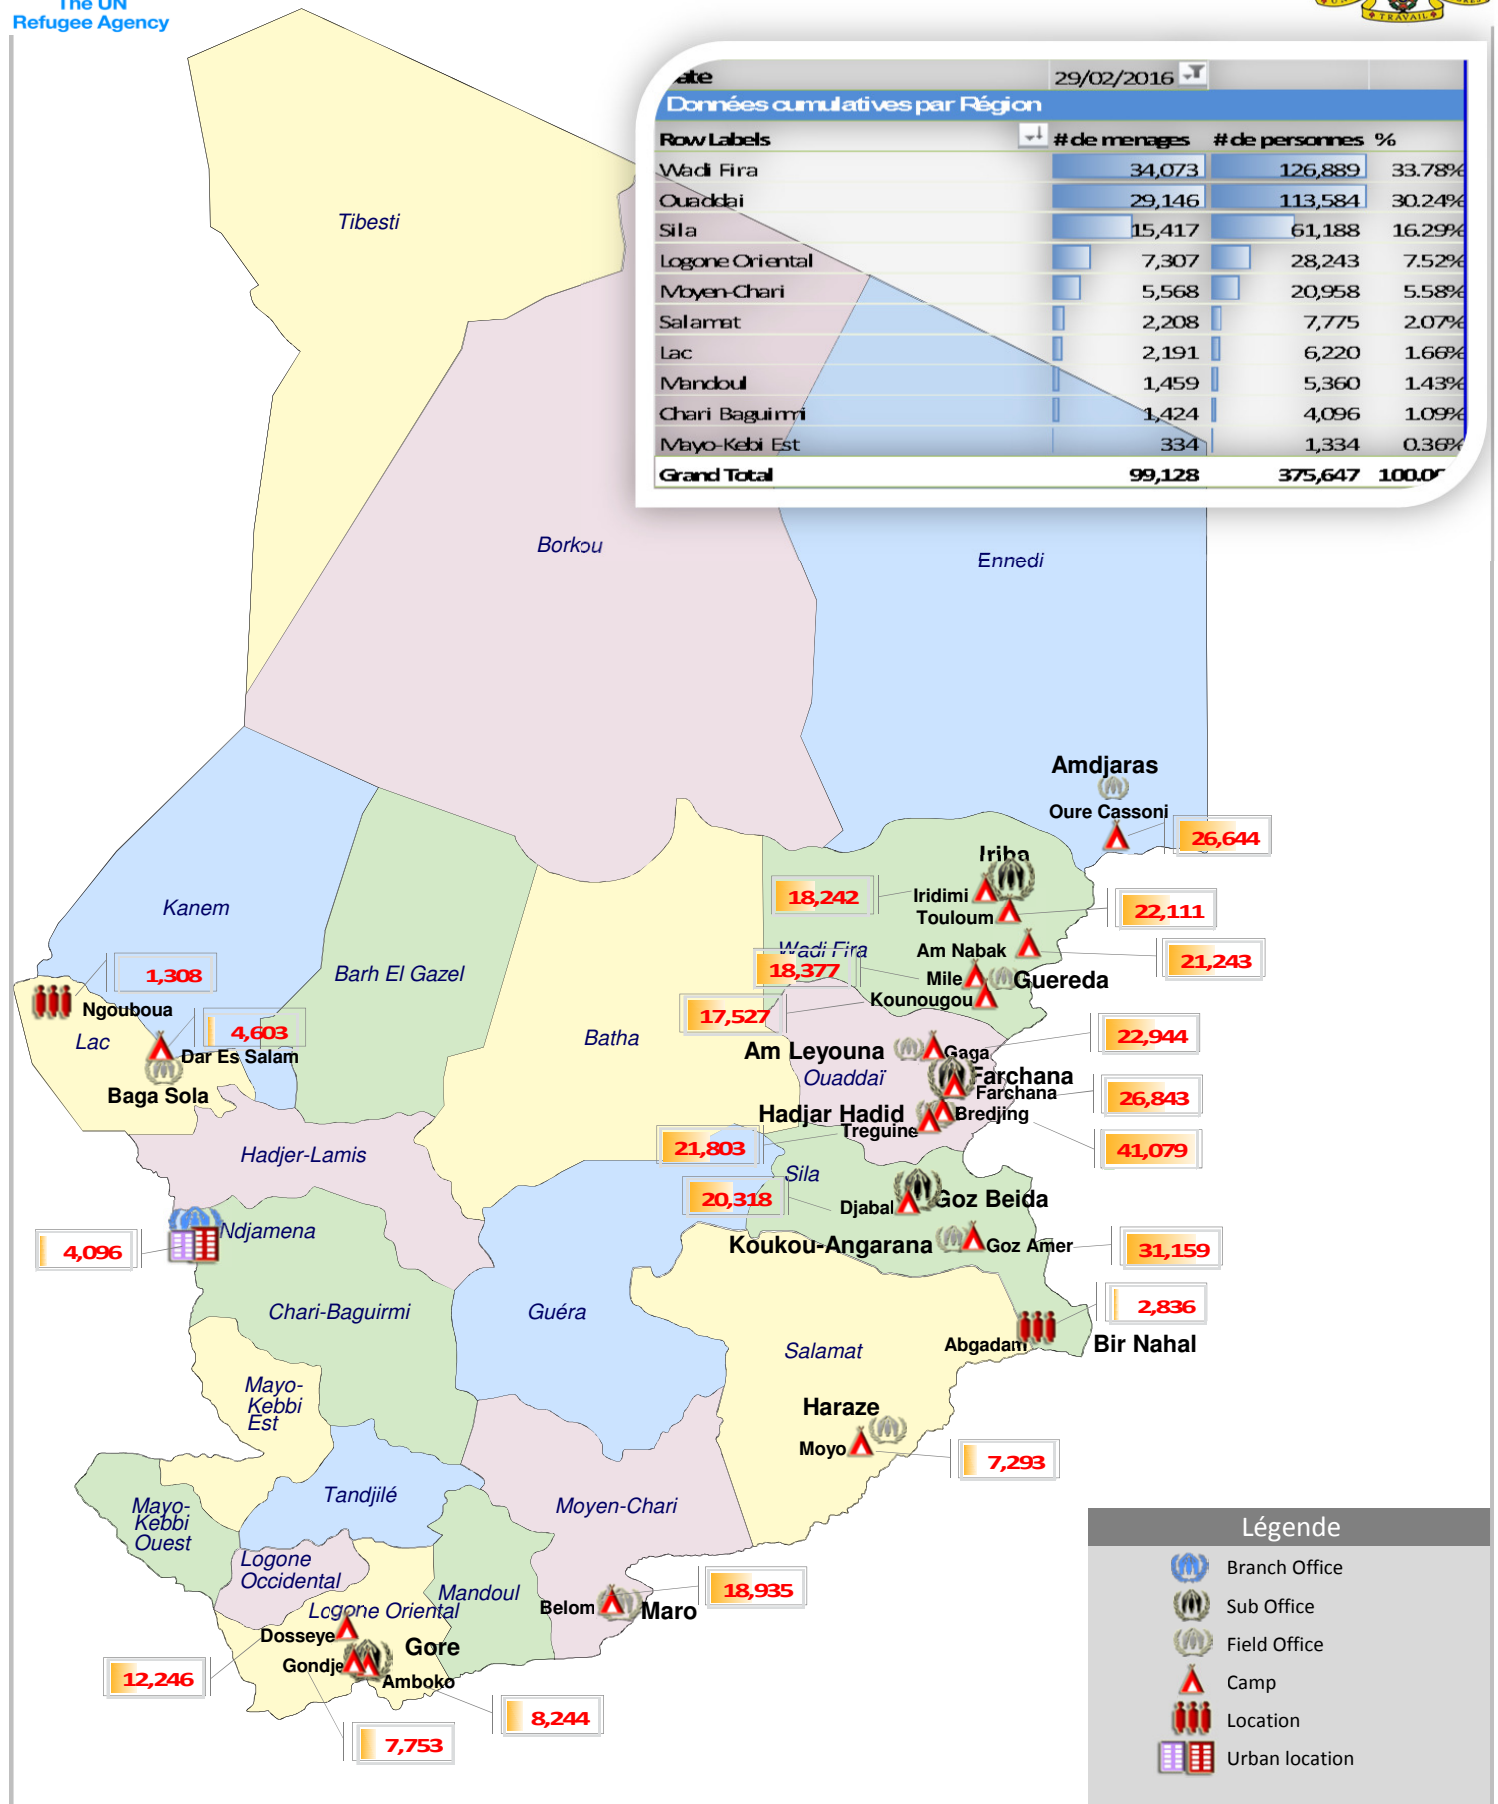 The UN
Refugee Agency
TRAVAIL
ate 29/02/2016
Données cumulatives par Région
Row Labels # de menages # de personnes %
Wadi Fira 34,073 126,889 33.78%
Ouaddai 29,146 113,584 30.24%
Sila 15,417 61,188 16.29%
Logone Oriental 7,307 28,243 7.52%
Moyen-Chari 5,568 20,958 5.58%
Salamat 2,208 7,775 2.07%
Lac 2,191 6,220 1.66%
Mandoul 1,459 5,360 1.43%
Chari Baguirmi 1,424 4,096 1.09%
Mayo-Kebi Est 334 1,334 0.36%
Grand Total 99,128 375,647 100.0
Tibesti
Borkou
Ennedi
Amdjaras
Oure Cassoni
26,644
Iriba
Iridimi
18,242
Touloum
22,111
Kanem
Wadi Fira
Am Nabak
21,243
Barh El Gazel
1,308
18,377
Mile
Guereda
Ngouboua
Kounougou
17,527
Lac
4,603
Batha
22,944
Dar Es Salam
Am Leyouna
Gaga
Baga Sola
Ouaddaï
Farchana
Farchana
26,843
Hadjar Hadid
Bredjing
Treguine
21,803
41,079
Hadjer-Lamis
Sila
20,318
Djabal
Goz Beida
Ndjamena
4,096
Koukou-Angarana
Goz Amer
31,159
Chari-Baguirmi
Guéra
2,836
Salamat
Abgadam
Bir Nahal
Mayo-
Kebbi
Est
Haraze
Moyo
7,293
Tandjilé
Moyen-Chari
Mayo-
Kebbi
Ouest
Logone
Occidental
Mandoul
18,935
Logone Oriental
Belom
Maro
Dosseye
Gore
Gondje
12,246
Amboko
8,244
7,753
Légende
Branch Office
Sub Office
Field Office
Camp
Location
Urban location